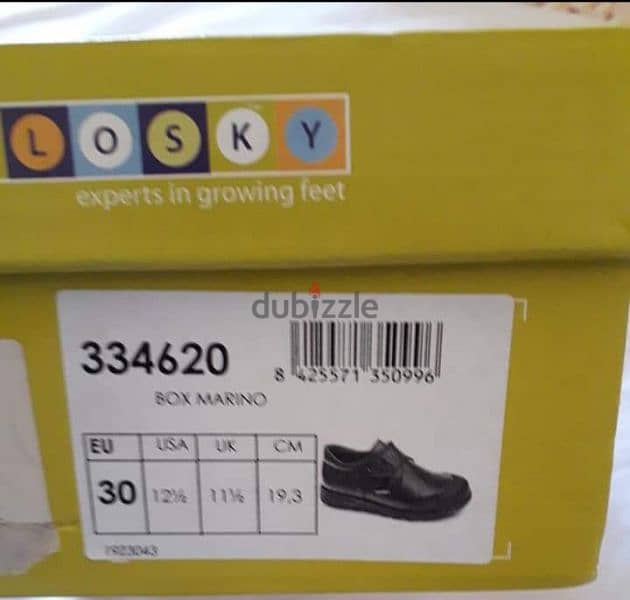 LOSKY
experts in growing feet
dubizzle
334620
8 425571 350996
BOX MARINO
EU USA UK CM
30 12½ 11½ 19,3
1923043